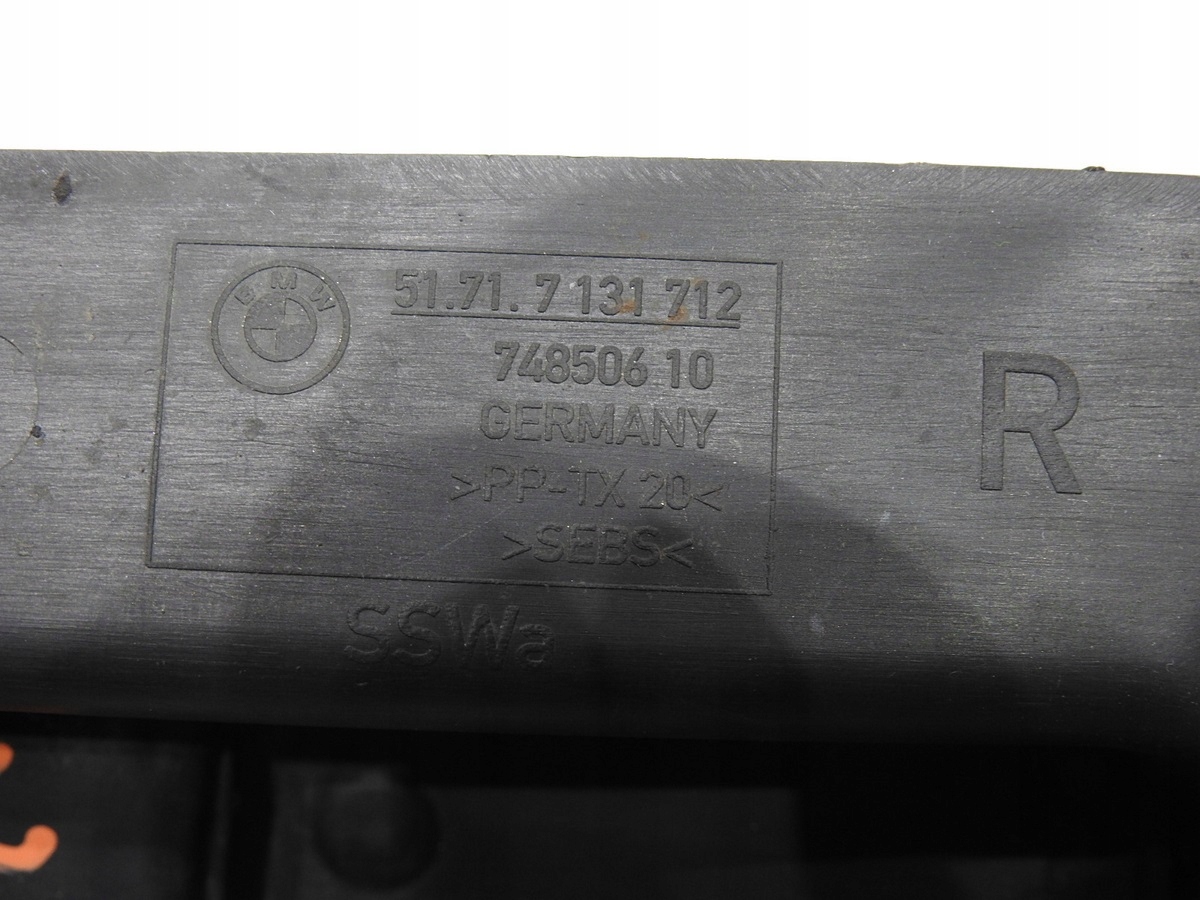 BMW
51.71.7 131 712
748506 10
GERMANY
>PP-TX 20<
>SEBS<
R
SSWa